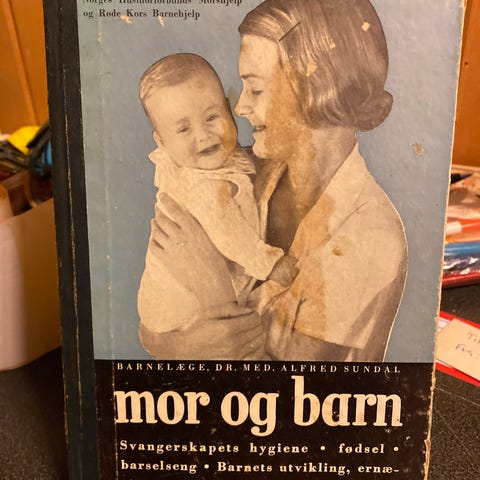 Norges Husmorforbunds Morshjelp
og Røde Kors Barnehjelp
BARNELÆGE, DR. MED. ALFRED SUNDAL
mor og barn
Svangerskapets hygiene • fødsel •
barselseng • Barnets utvikling, ernæ-